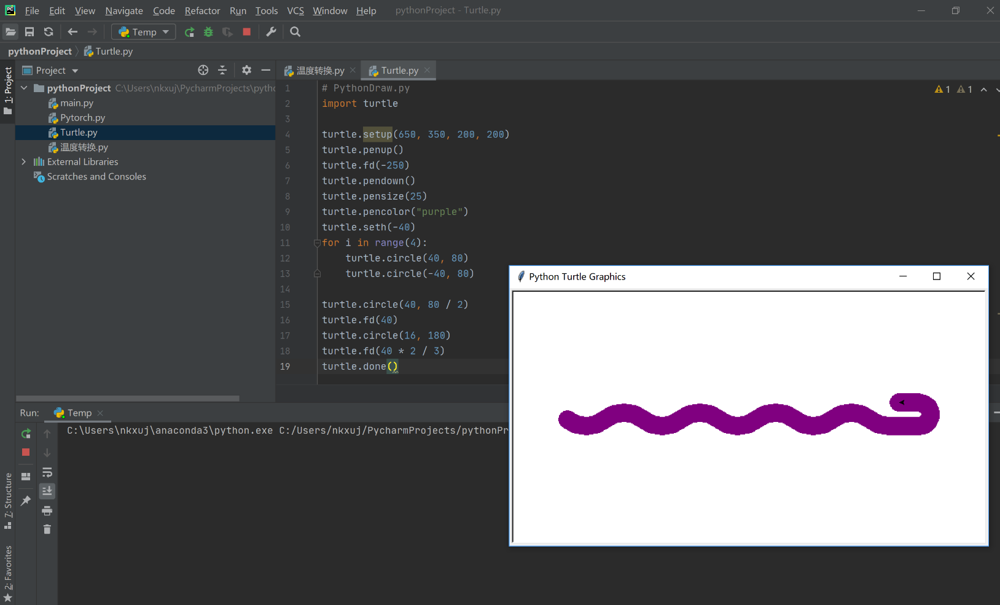 PC File Edit View Navigate Code Refactor Run Tools VCS Window Help pythonProject - Turtle.py
Temp
pythonProject Turtle.py
1: Project
Project
pythonProject C:\Users\nkxuj\PycharmProjects\pytho
main.py
Pytorch.py
Turtle.py
温度转换.py
External Libraries
Scratches and Consoles
温度转换.py Turtle.py
1 # PythonDraw.py
2 import turtle
3
4 turtle.setup(650, 350, 200, 200)
5 turtle.penup()
6 turtle.fd(-250)
7 turtle.pendown()
8 turtle.pensize(25)
9 turtle.pencolor("purple")
10 turtle.seth(-40)
11 for i in range(4):
12 turtle.circle(40, 80)
13 turtle.circle(-40, 80)
14
15 turtle.circle(40, 80 / 2)
16 turtle.fd(40)
17 turtle.circle(16, 180)
18 turtle.fd(40 * 2 / 3)
19 turtle.done()
1 1
Python Turtle Graphics
Run: Temp
C:\Users\nkxuj\anaconda3\python.exe C:/Users/nkxuj/PycharmProjects/pythonPr
Z: Structure
2: Favorites